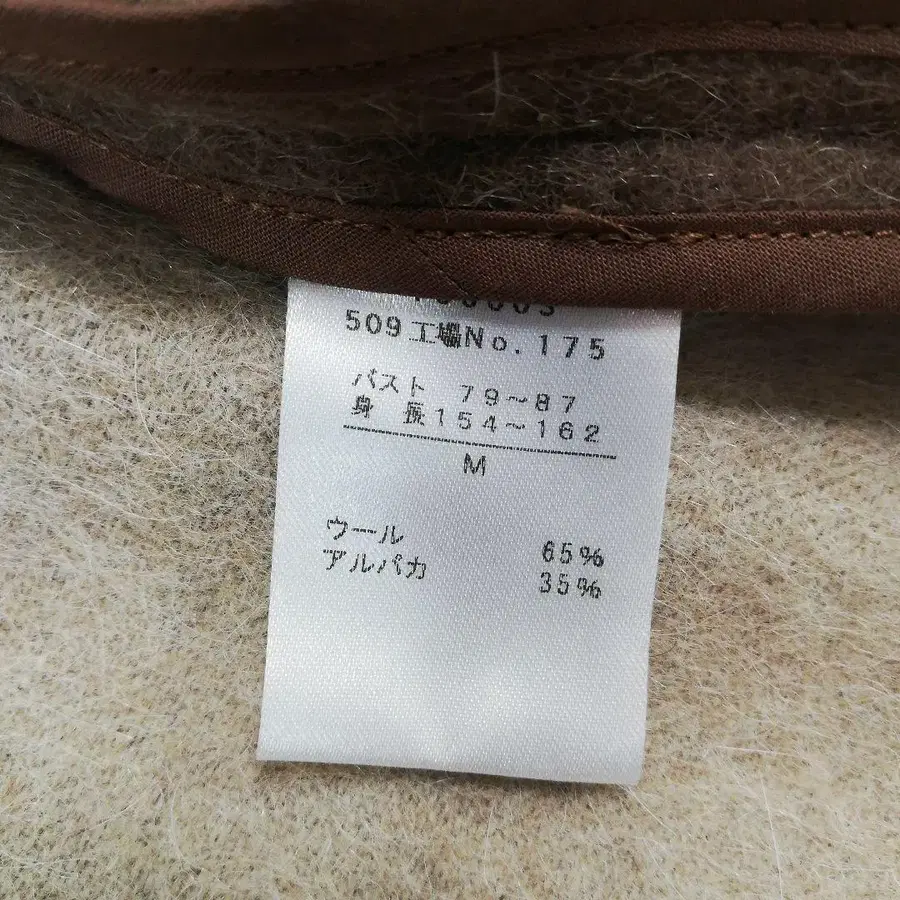 509工場No.175
バスト 79～87
身 長154～162
M
ウール 65%
アルパカ 35%